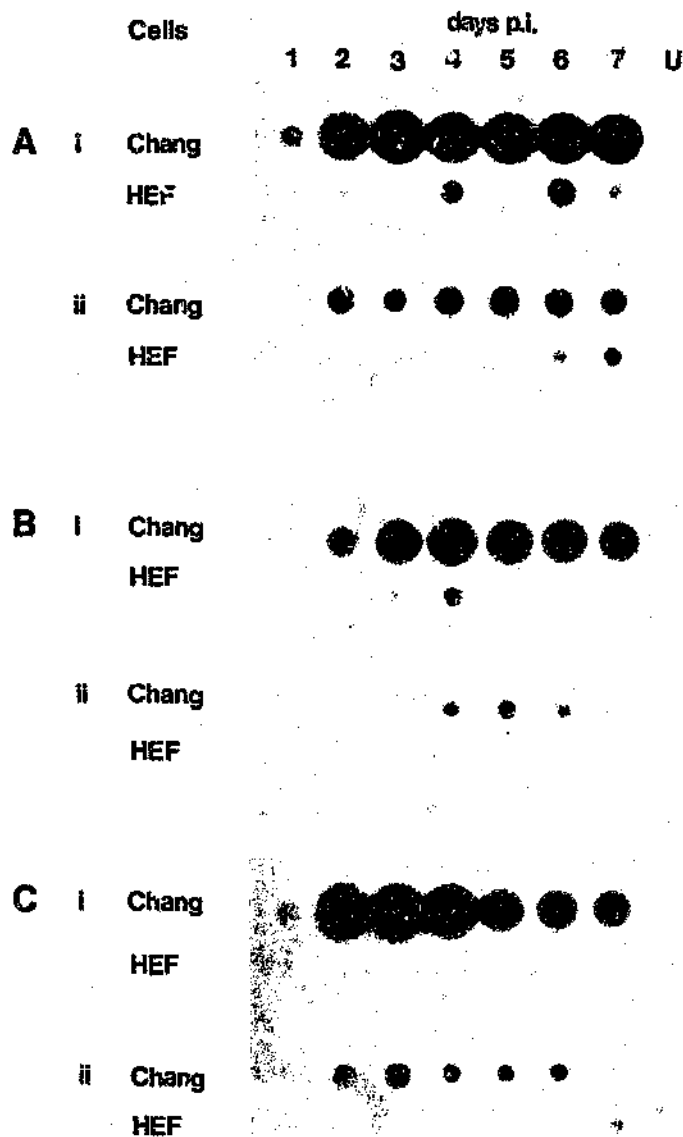 Cells days p.i.
1 2 3 4 5 6 7 U
A i Chang
HEF
ii Chang
HEF
B i Chang
HEF
ii Chang
HEF
C i Chang
HEF
ii Chang
HEF